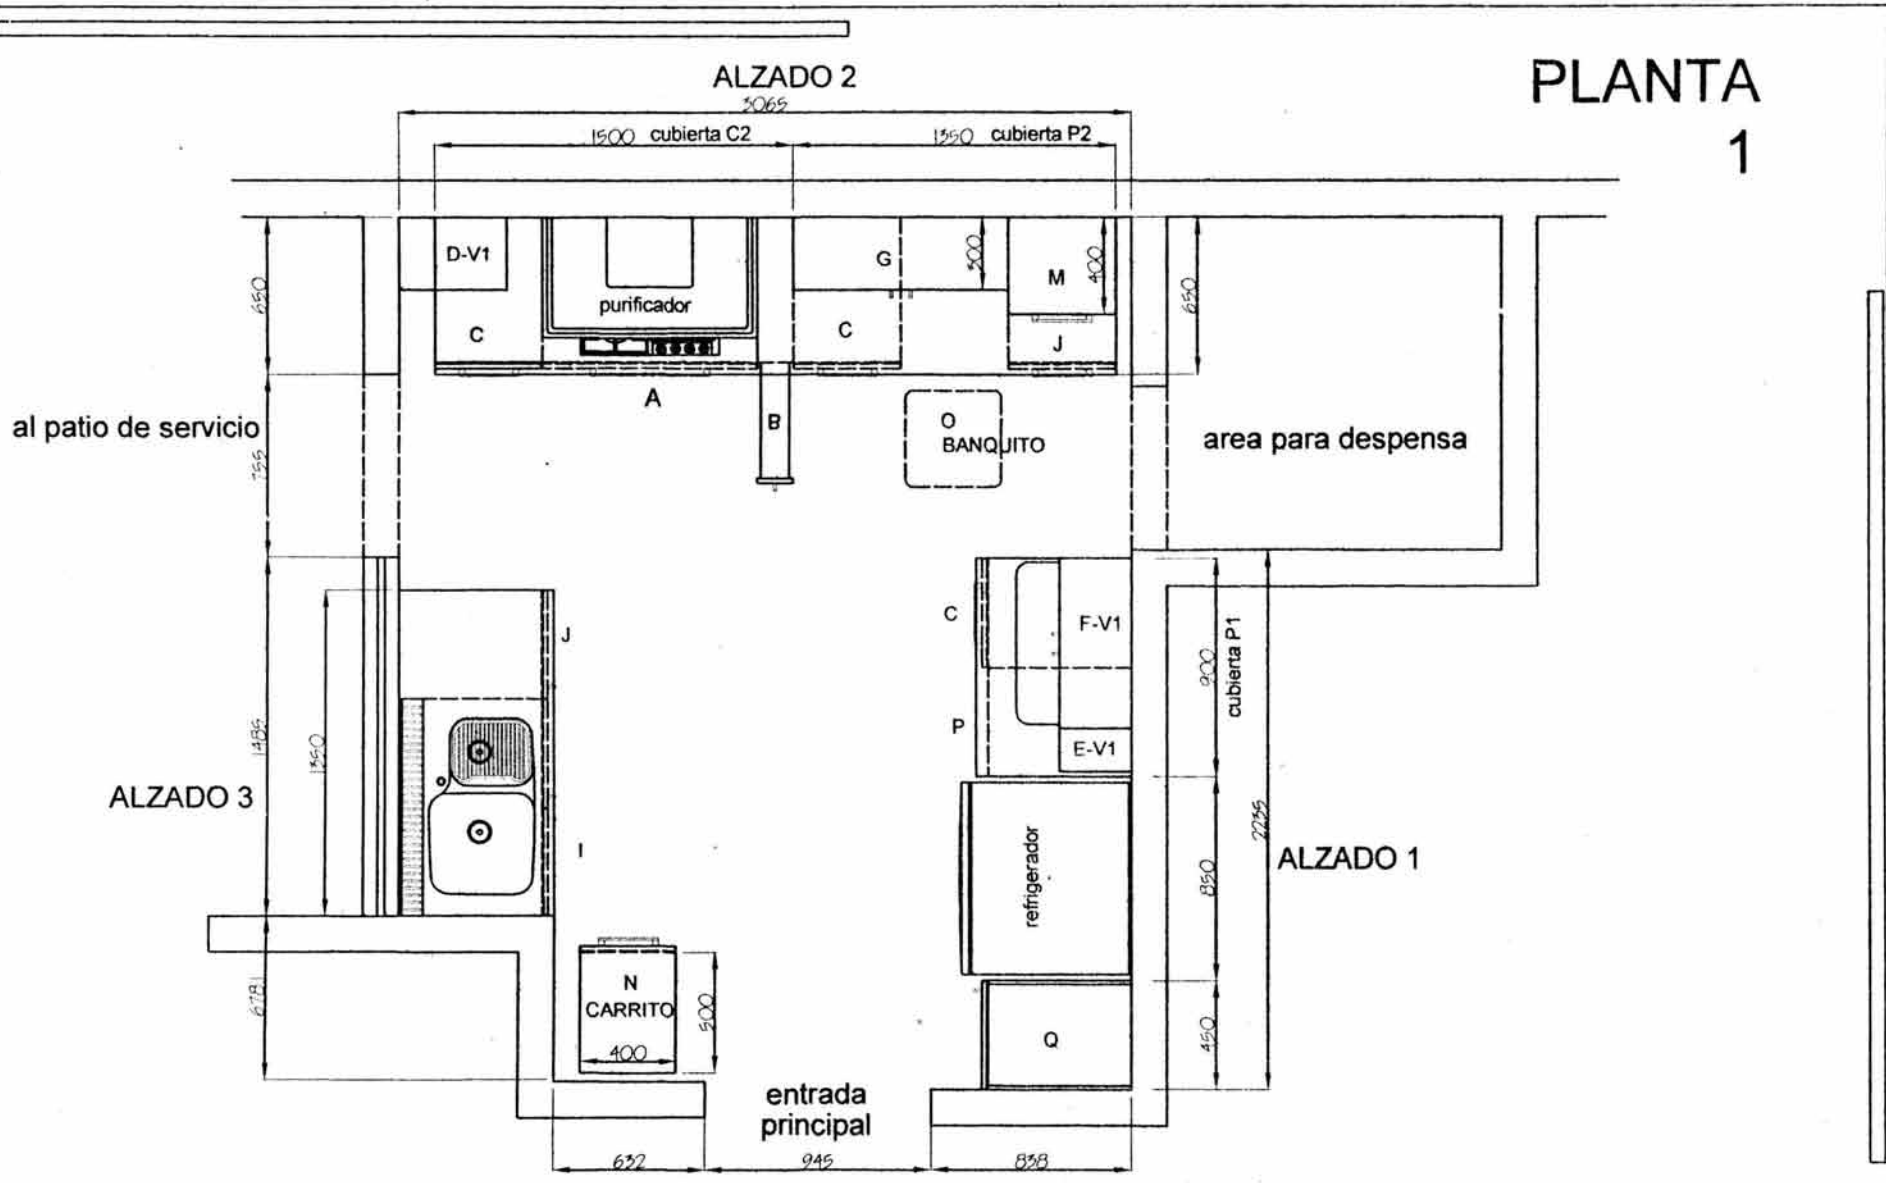 PLANTA
1
ALZADO 2
3065
1500 cubierta C2
1350 cubierta P2
D-V1
purificador
C
A
B
G
300
M
400
C
J
650
650
al patio de servicio
755
O
BANQUITO
area para despensa
J
C
F-V1
P
E-V1
900
cubierta P1
1485
1350
ALZADO 3
I
refrigerador
850
2235
ALZADO 1
N
CARRITO
400
500
Q
450
entrada
principal
632
945
838